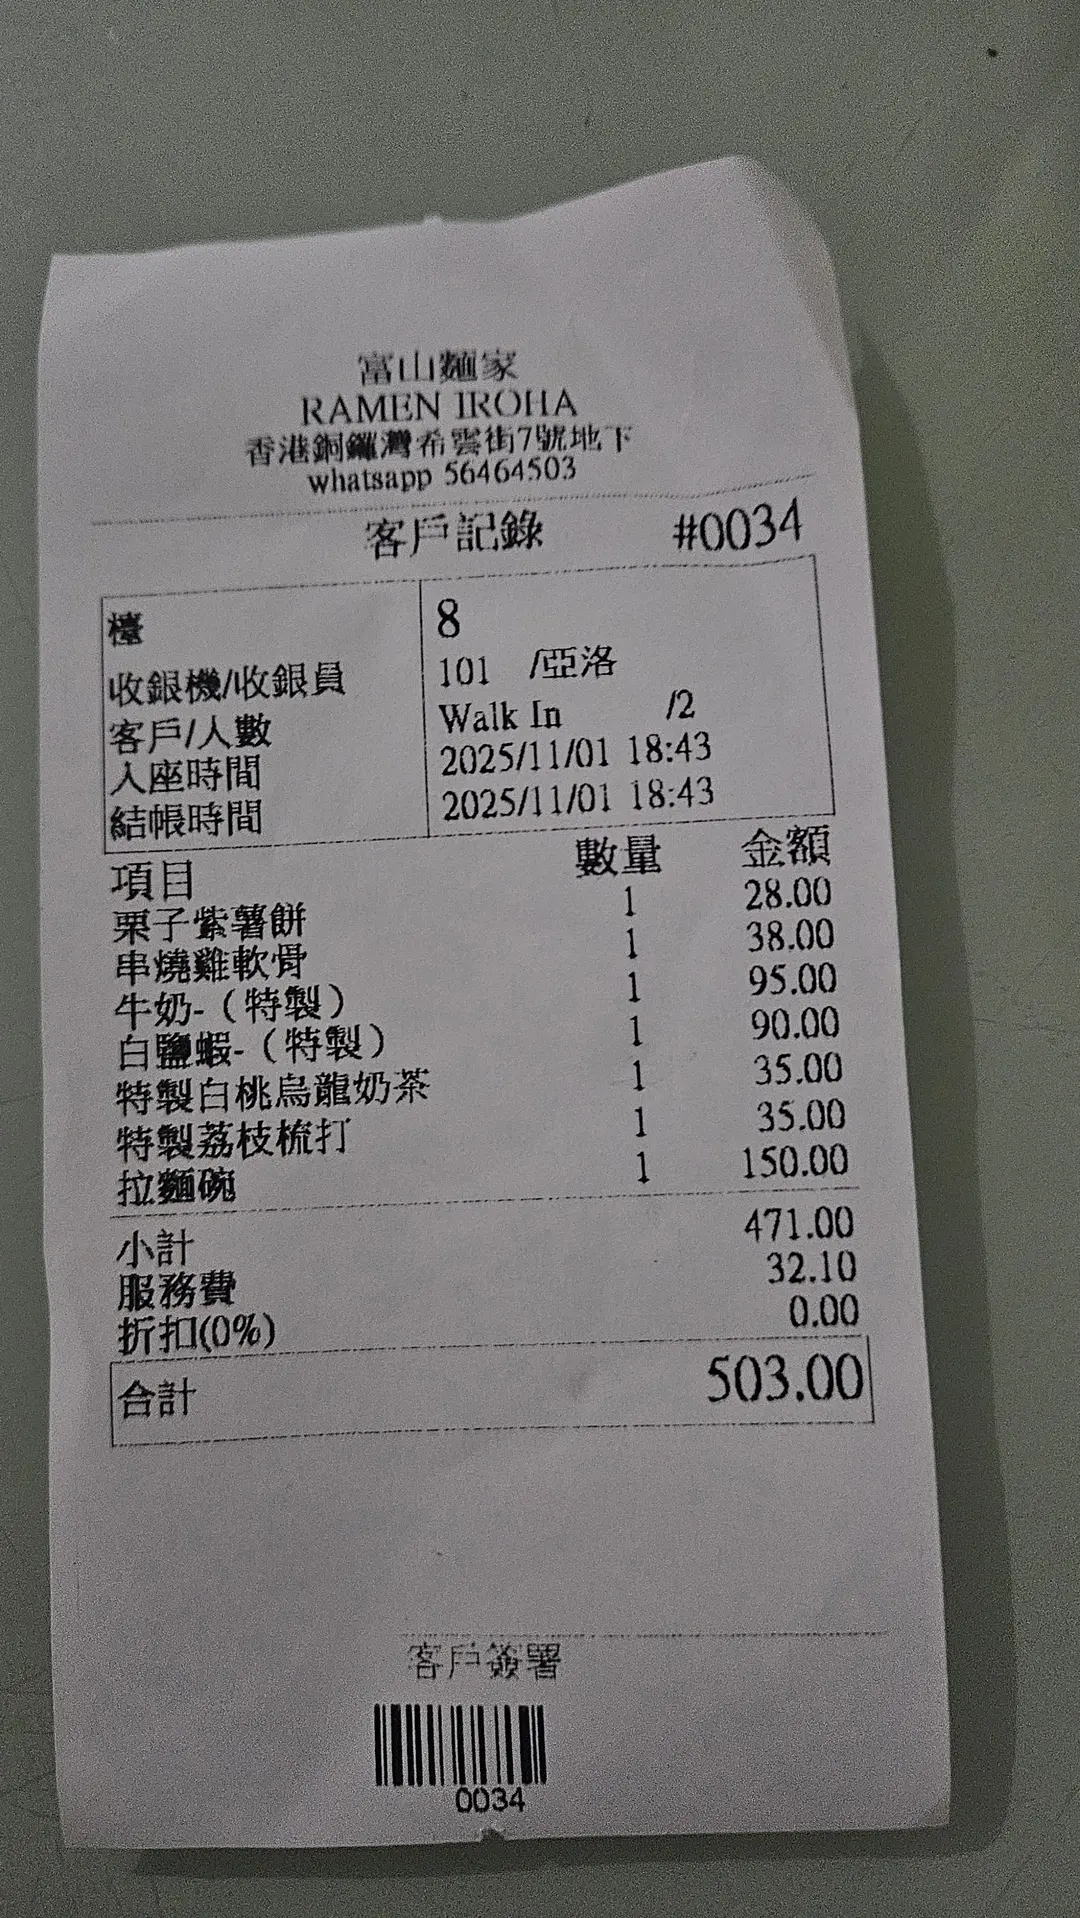 富山麵家
RAMEN IROHA
香港銅鑼灣希雲街7號地下
whatsapp 56464503
客戶記錄 #0034
檯 8
收銀機/收銀員 101 /亞洛
客戶/人數 Walk In /2
入座時間 2025/11/01 18:43
結帳時間 2025/11/01 18:43
項目 數量 金額
栗子紫薯餅 1 28.00
串燒雞軟骨 1 38.00
牛奶-（特製） 1 95.00
白鹽蝦-（特製） 1 90.00
特製白桃烏龍奶茶 1 35.00
特製荔枝梳打 1 35.00
拉麵碗 1 150.00
小計 471.00
服務費 32.10
折扣(0%) 0.00
合計 503.00
客戶簽署
0034